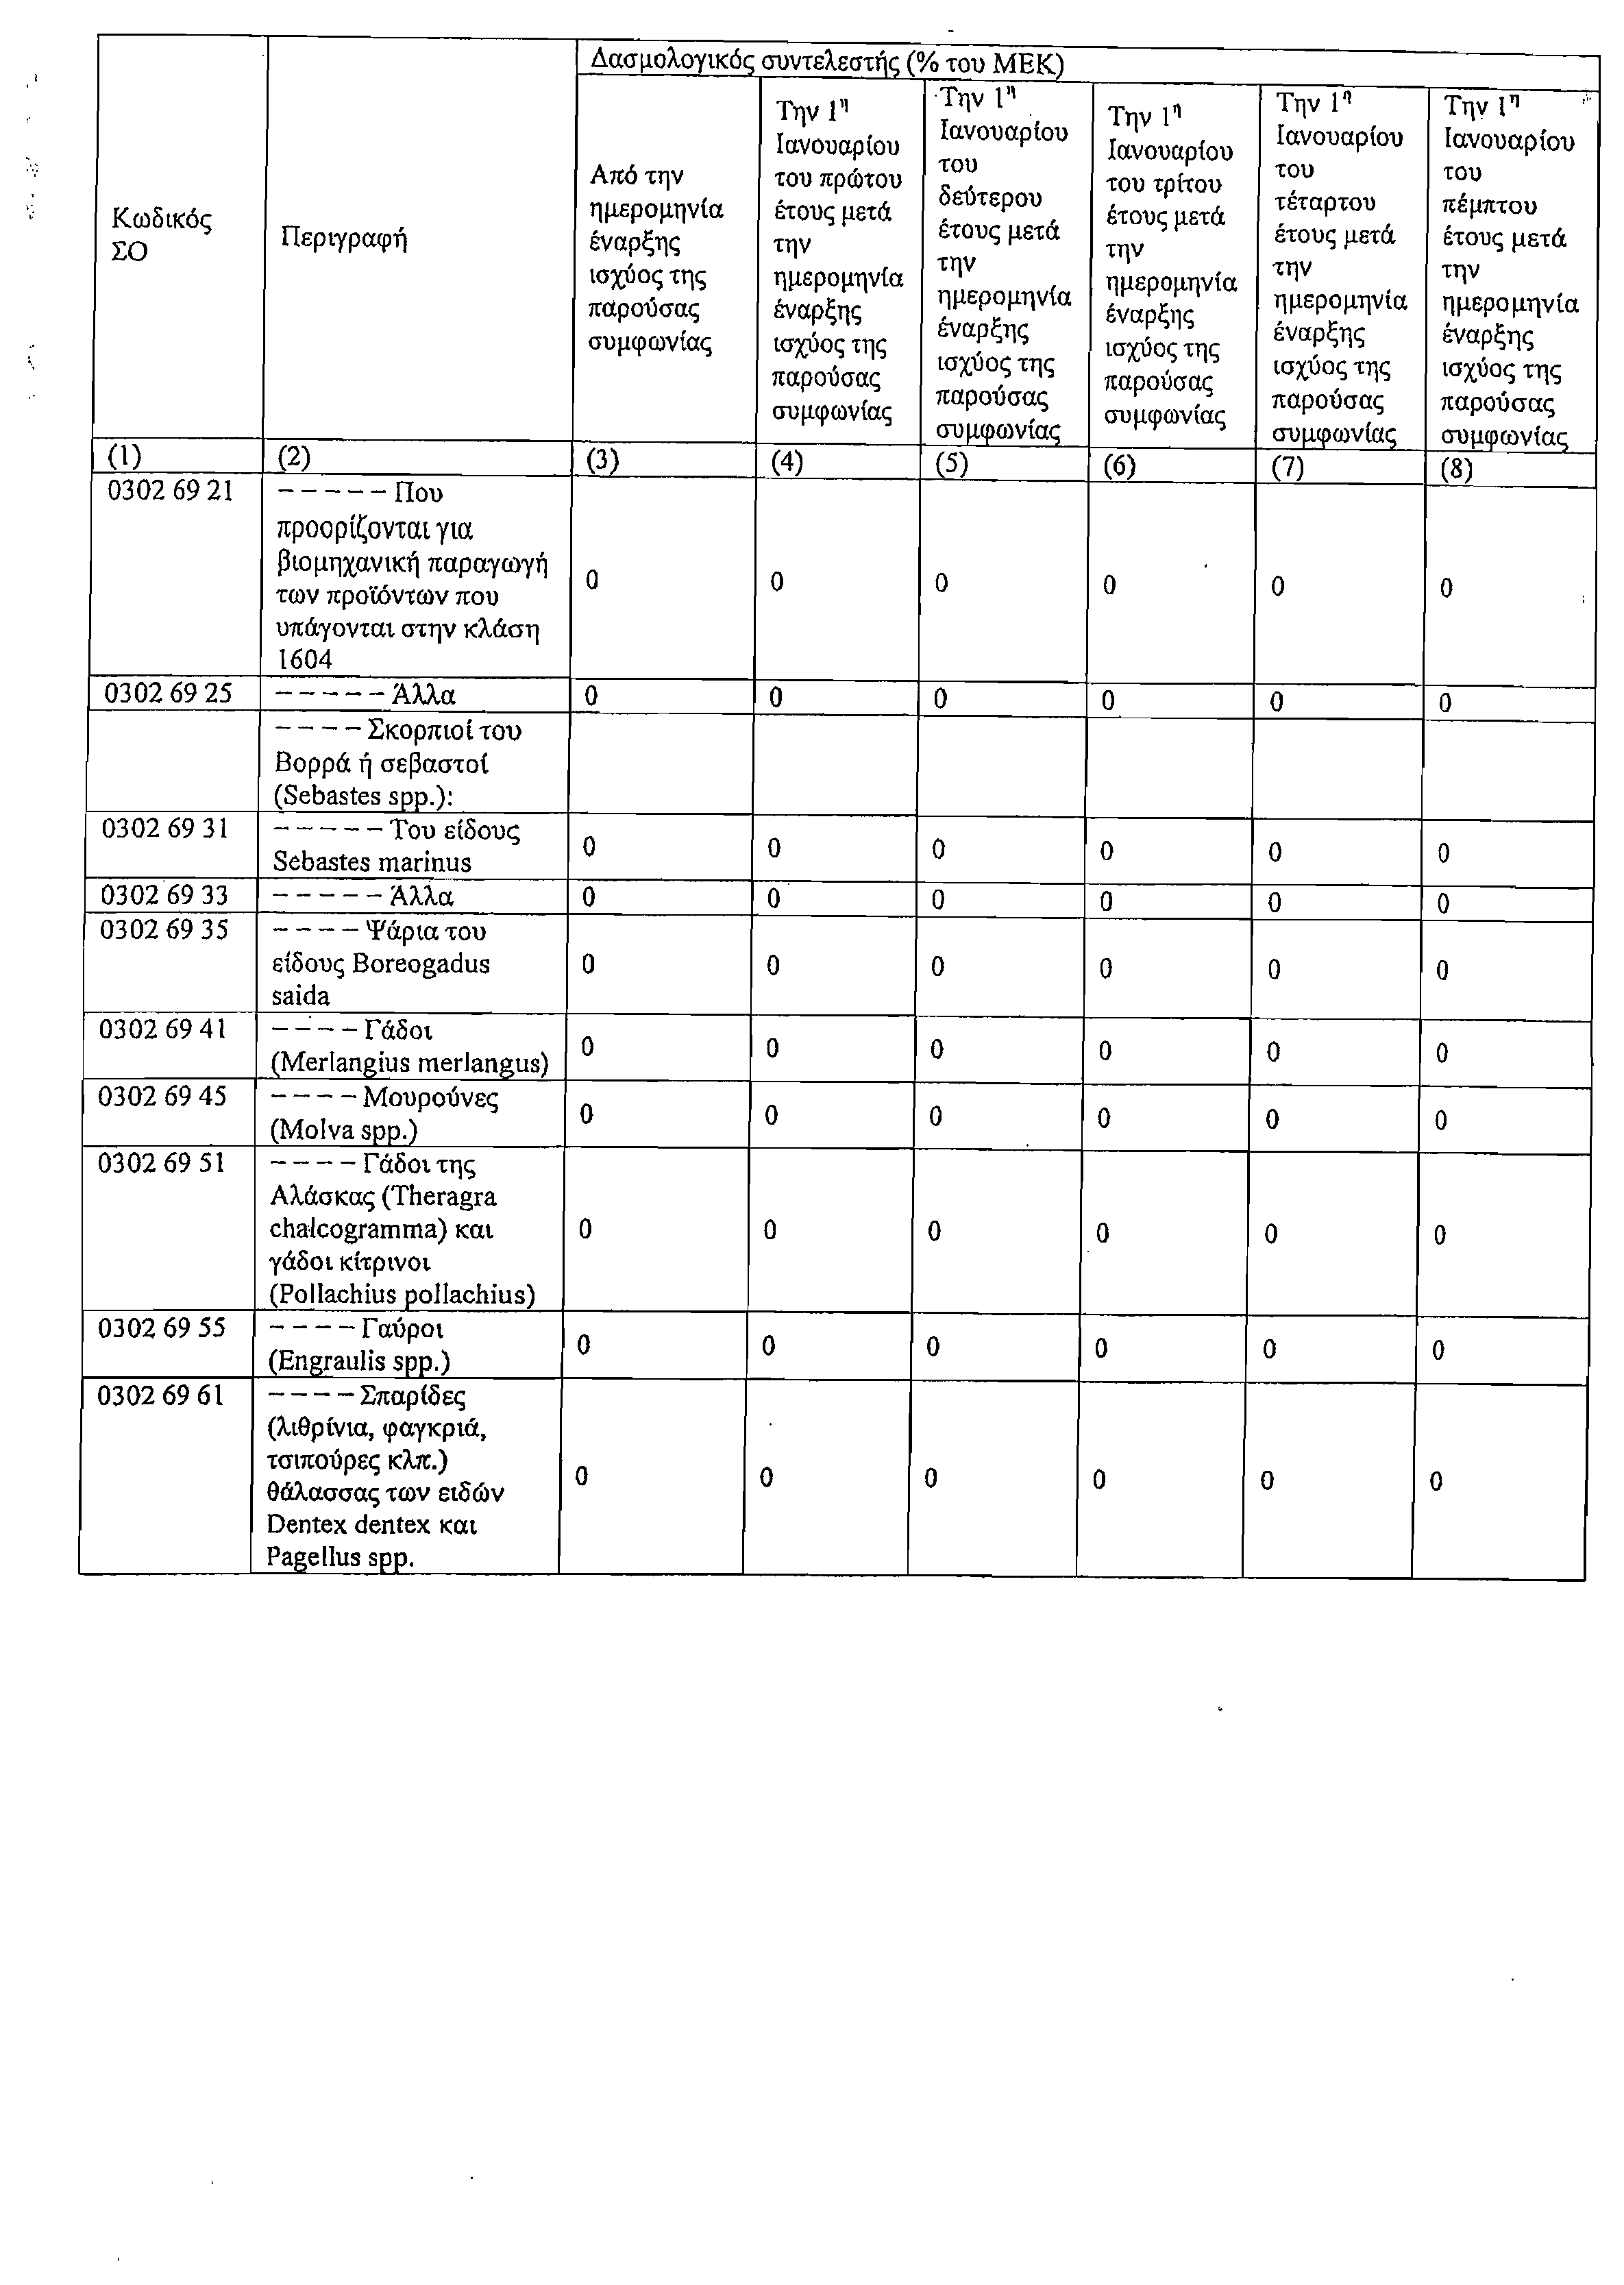 Δασμολογικός συντελεστής (% του ΜΕΚ)
Κωδικός
ΣΟ
Περιγραφή
Από την
ημερομηνία
έναρξης
ισχύος της
παρούσας
συμφωνίας
Την 1η
Ιανουαρίου
του πρώτου
έτους μετά
την
ημερομηνία
έναρξης
ισχύος της
παρούσας
συμφωνίας
Την 1η
Ιανουαρίου
του
δεύτερου
έτους μετά
την
ημερομηνία
έναρξης
ισχύος της
παρούσας
συμφωνίας
Την 1η
Ιανουαρίου
του τρίτου
έτους μετά
την
ημερομηνία
έναρξης
ισχύος της
παρούσας
συμφωνίας
Την 1η
Ιανουαρίου
του
τέταρτου
έτους μετά
την
ημερομηνία
έναρξης
ισχύος της
παρούσας
συμφωνίας
Την 1η
Ιανουαρίου
του
πέμπτου
έτους μετά
την
ημερομηνία
έναρξης
ισχύος της
παρούσας
συμφωνίας
(1) (2) (3) (4) (5) (6) (7) (8)
0302 69 21 – – – – – Που
προορίζονται για
βιομηχανική παραγωγή
των προϊόντων που
υπάγονται στην κλάση
1604
0 0 0 0 0 0
0302 69 25 – – – – – Άλλα 0 0 0 0 0 0
– – – – Σκορπιοί του
Βορρά ή σεβαστοί
(Sebastes spp.):
0302 69 31 – – – – – Του είδους
Sebastes marinus
0 0 0 0 0 0
0302 69 33 – – – – – Άλλα 0 0 0 0 0 0
0302 69 35 – – – – Ψάρια του
είδους Boreogadus
saida
0 0 0 0 0 0
0302 69 41 – – – – Γάδοι
(Merlangius merlangus)
0 0 0 0 0 0
0302 69 45 – – – – Μουρούνες
(Molva spp.)
0 0 0 0 0 0
0302 69 51 – – – – Γάδοι της
Αλάσκας (Theragra
chalcogramma) και
γάδοι κίτρινοι
(Pollachius pollachius)
0 0 0 0 0 0
0302 69 55 – – – – Γαύροι
(Engraulis spp.)
0 0 0 0 0 0
0302 69 61 – – – – Σπαρίδες
(λιθρίνια, φαγκριά,
τσιπούρες κλπ.)
θάλασσας των ειδών
Dentex dentex και
Pagellus spp.
0 0 0 0 0 0